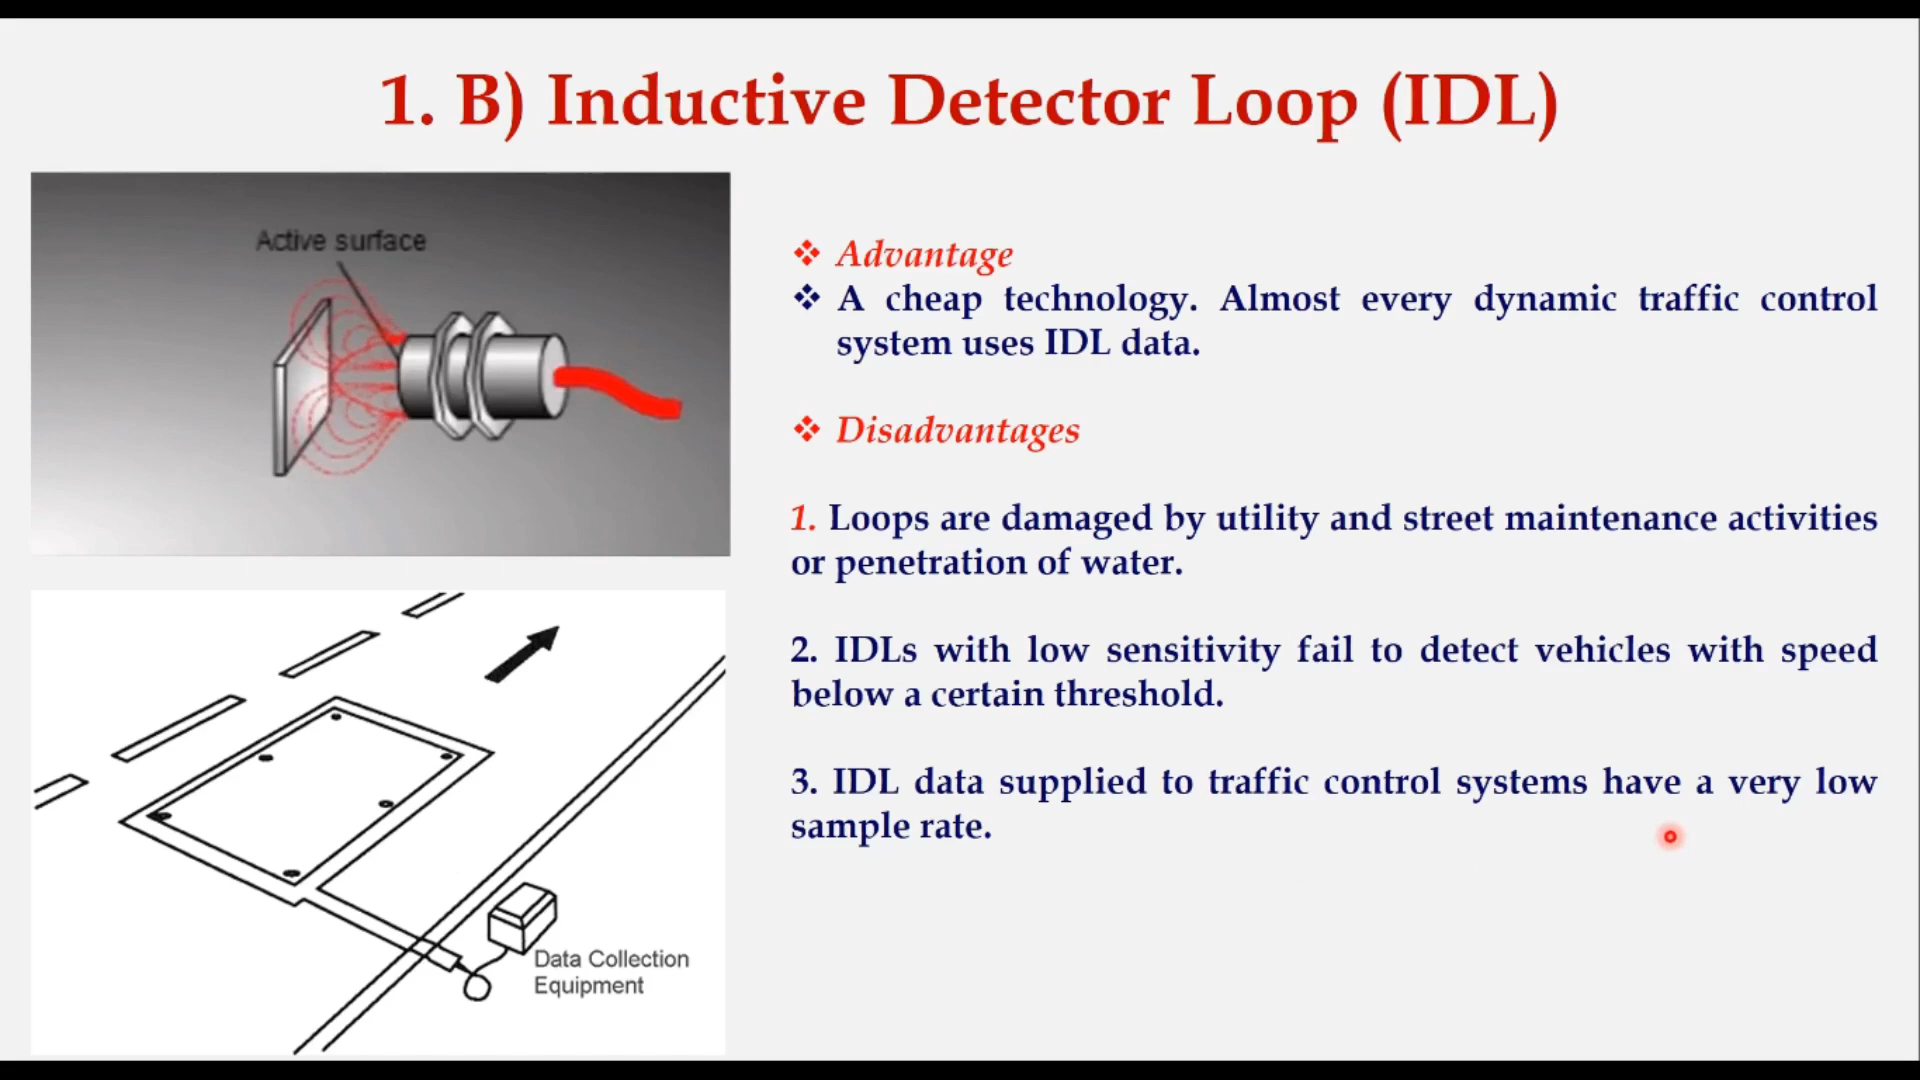 1. B) Inductive Detector Loop (IDL)
Active surface
Data Collection
Equipment
❖ Advantage
❖ A cheap technology. Almost every dynamic traffic control
system uses IDL data.
❖ Disadvantages
1. Loops are damaged by utility and street maintenance activities
or penetration of water.
2. IDLs with low sensitivity fail to detect vehicles with speed
below a certain threshold.
3. IDL data supplied to traffic control systems have a very low
sample rate.